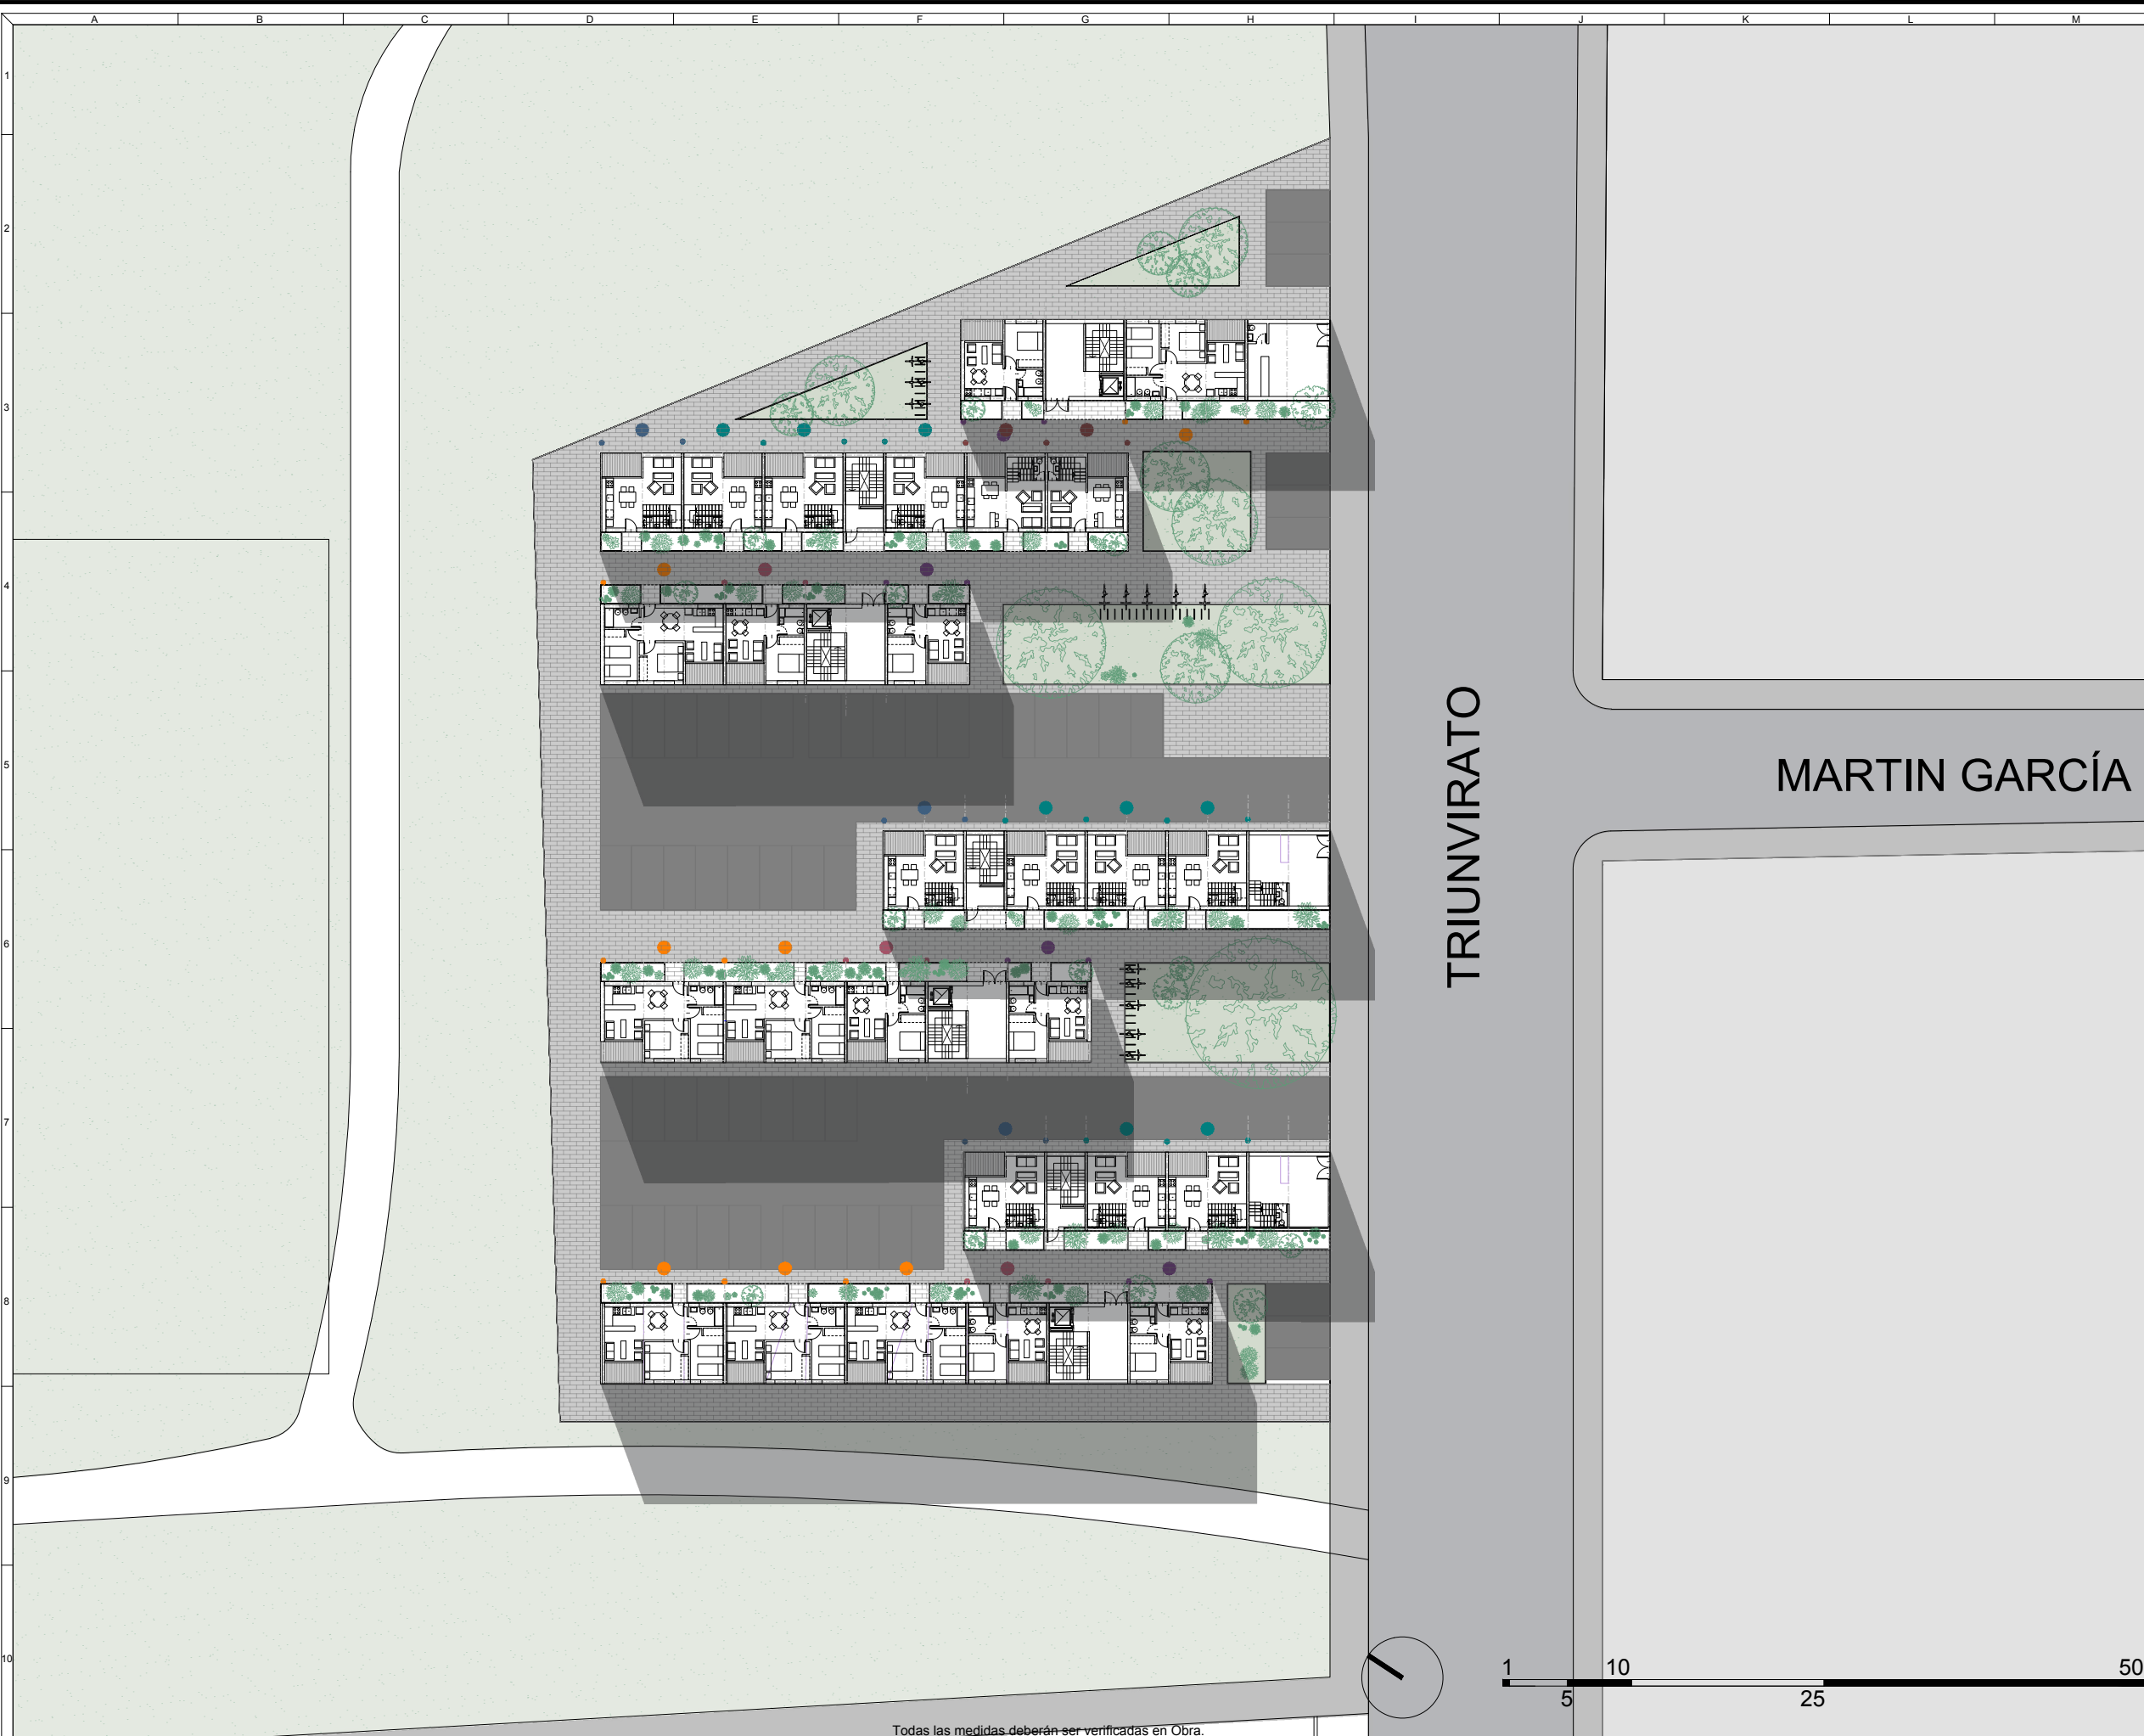 A B C D E F G H I J K L M
1
2
3
4
5
6
7
8
9
10
TRIUNVIRATO
MARTIN GARCÍA
1 10 50
5 25
Todas las medidas deberán ser verificadas en Obra.